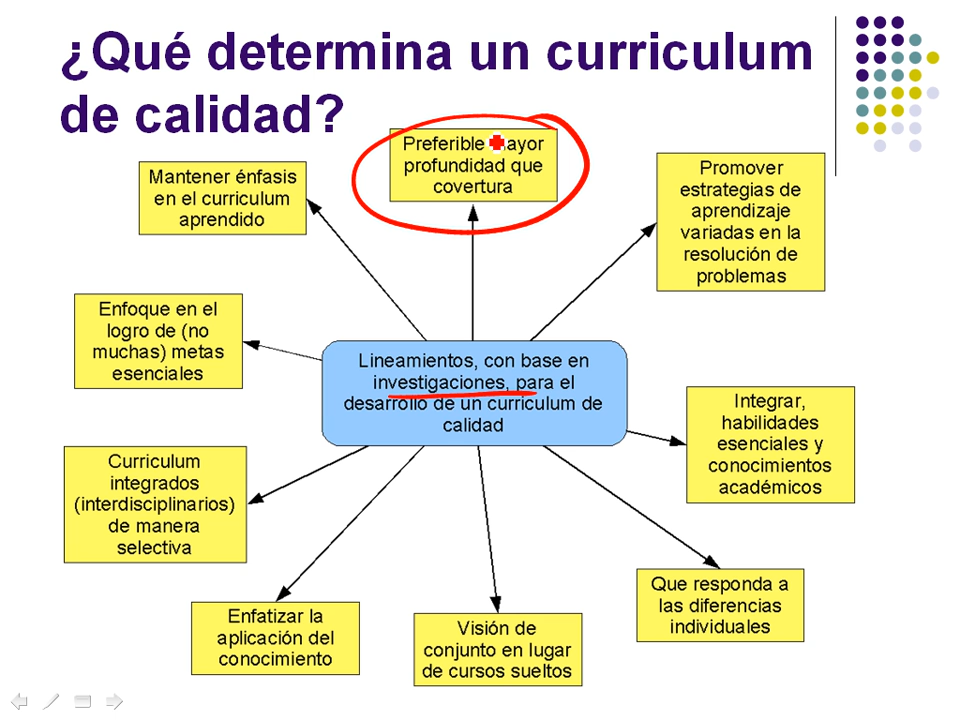 ¿Qué determina un curriculum
de calidad?
Preferible ayor
profundidad que
covertura
Mantener énfasis
en el curriculum
aprendido
Promover
estrategias de
aprendizaje
variadas en la
resolución de
problemas
Enfoque en el
logro de (no
muchas) metas
esenciales
Lineamientos, con base en
investigaciones, para el
desarrollo de un curriculum de
calidad
Integrar,
habilidades
esenciales y
conocimientos
académicos
Curriculum
integrados
(interdisciplinarios)
de manera
selectiva
Que responda a
las diferencias
individuales
Enfatizar la
aplicación del
conocimiento
Visión de
conjunto en lugar
de cursos sueltos